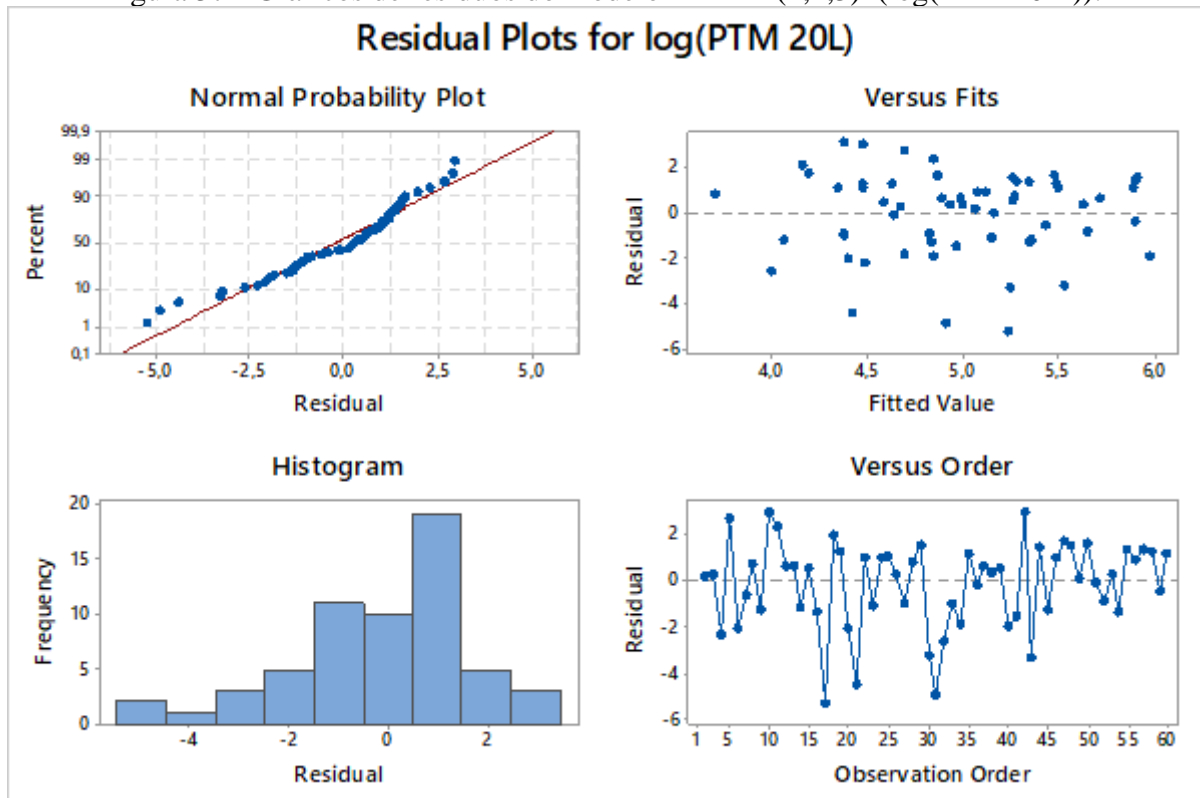 Residual Plots for log(PTM 20L)
Normal Probability Plot
99,9
99
90
50
10
1
0,1
Percent
-5,0 -2,5 0,0 2,5 5,0
Residual
Versus Fits
2
0
-2
-4
-6
Residual
4,0 4,5 5,0 5,5 6,0
Fitted Value
Histogram
20
15
10
5
0
Frequency
-4 -2 0 2
Residual
Versus Order
2
0
-2
-4
-6
Residual
1 5 10 15 20 25 30 35 40 45 50 55 60
Observation Order